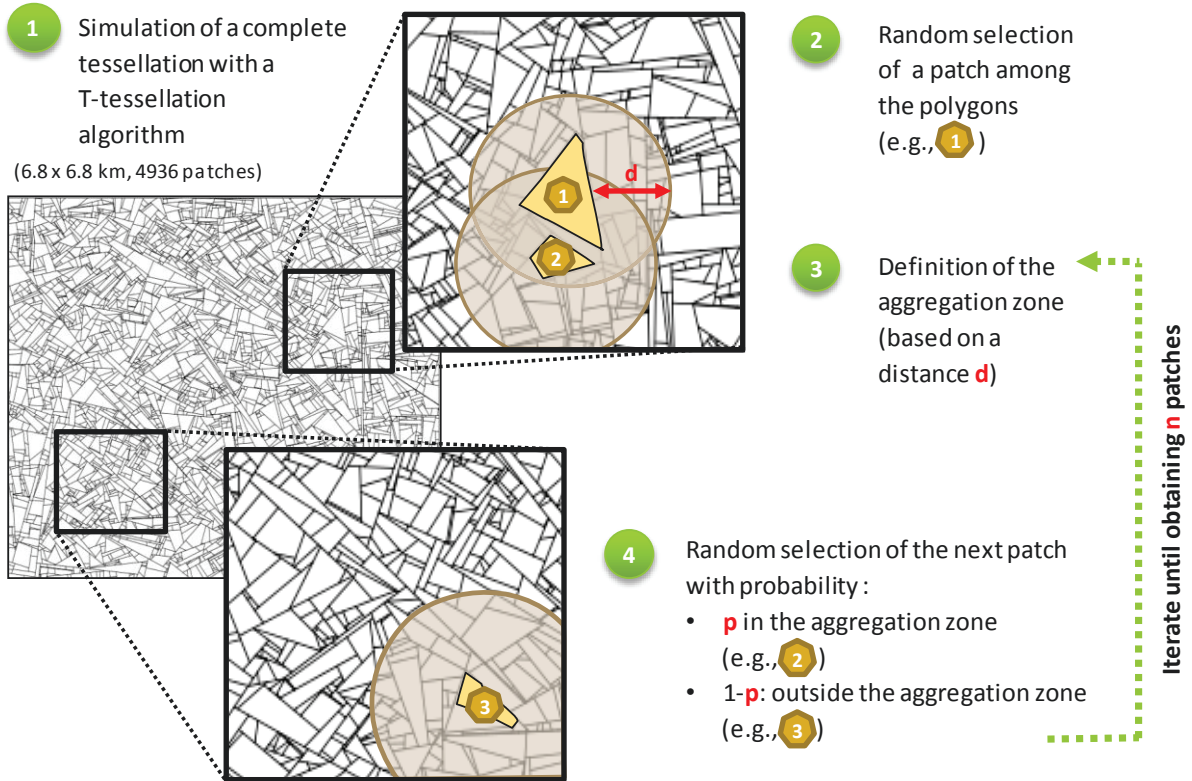 1
Simulation of a complete
tessellation with a
T-tessellation
algorithm
(6.8 x 6.8 km, 4936 patches)
1
d
2
2
Random selection
of a patch among
the polygons
(e.g., 1 )
3
Definition of the
aggregation zone
(based on a
distance d)
3
4
Random selection of the next patch
with probability :
• p in the aggregation zone
(e.g., 2 )
• 1-p: outside the aggregation zone
(e.g., 3 )
Iterate until obtaining n patches